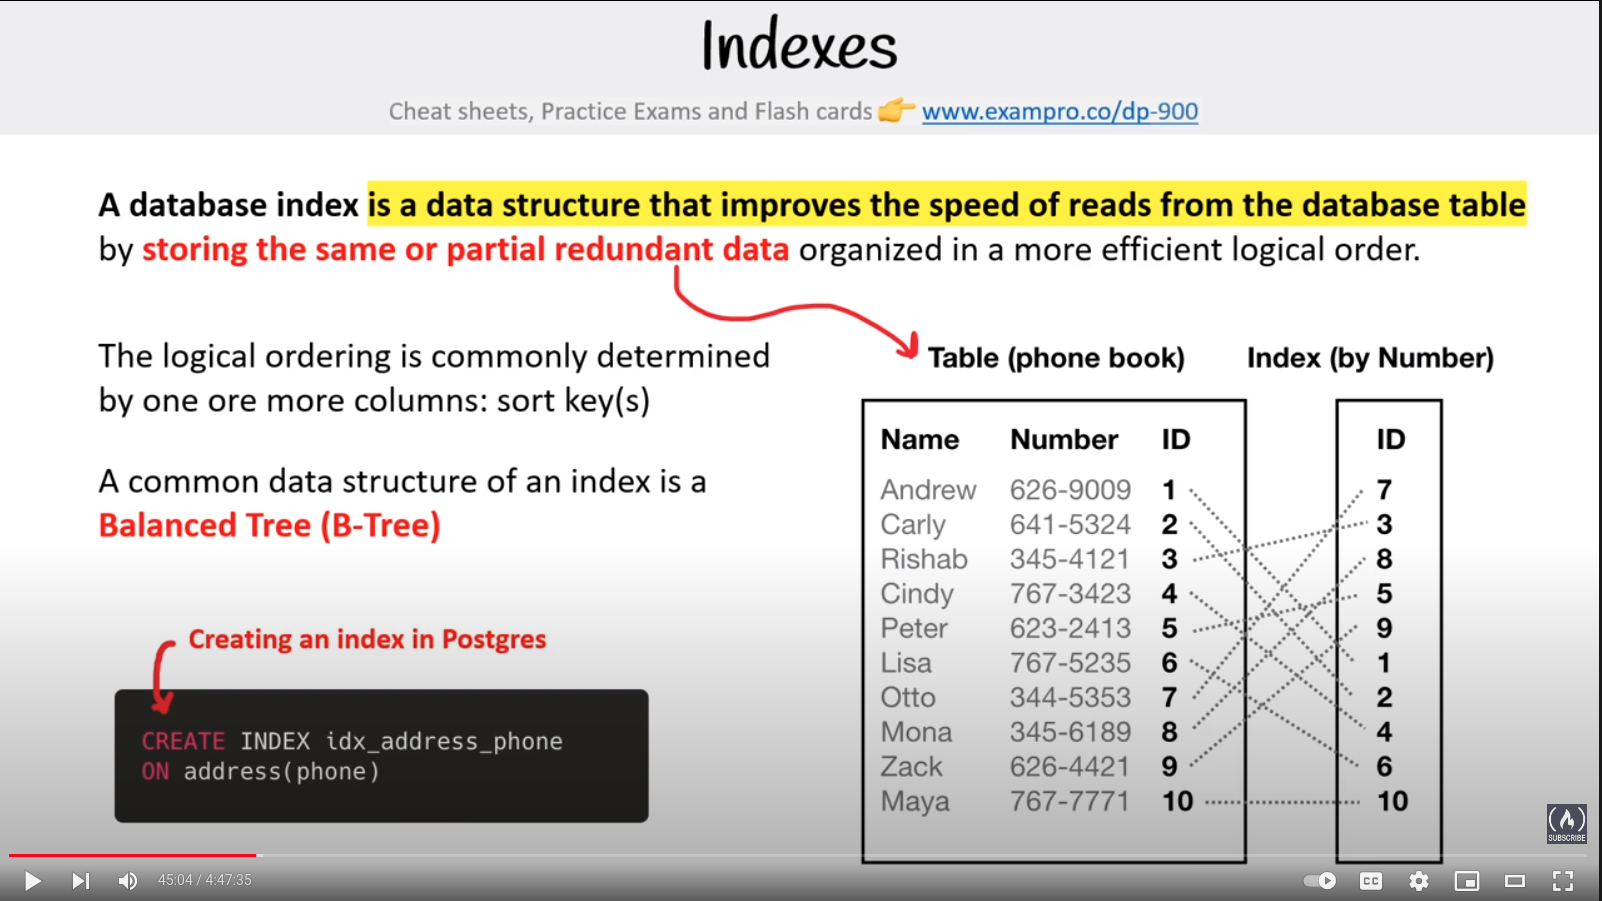 Indexes
Cheat sheets, Practice Exams and Flash cards 👉 www.exampro.co/dp-900
A database index is a data structure that improves the speed of reads from the database table
by storing the same or partial redundant data organized in a more efficient logical order.
The logical ordering is commonly determined
by one ore more columns: sort key(s)
A common data structure of an index is a
Balanced Tree (B-Tree)
Creating an index in Postgres
CREATE INDEX idx_address_phone
ON address(phone)
Table (phone book)
Name Number ID
Andrew 626-9009 1
Carly 641-5324 2
Rishab 345-4121 3
Cindy 767-3423 4
Peter 623-2413 5
Lisa 767-5235 6
Otto 344-5353 7
Mona 345-6189 8
Zack 626-4421 9
Maya 767-7771 10
Index (by Number)
ID
7
3
8
5
9
1
2
4
6
10
SUBSCRIBE
45:04 / 4:47:35
CC